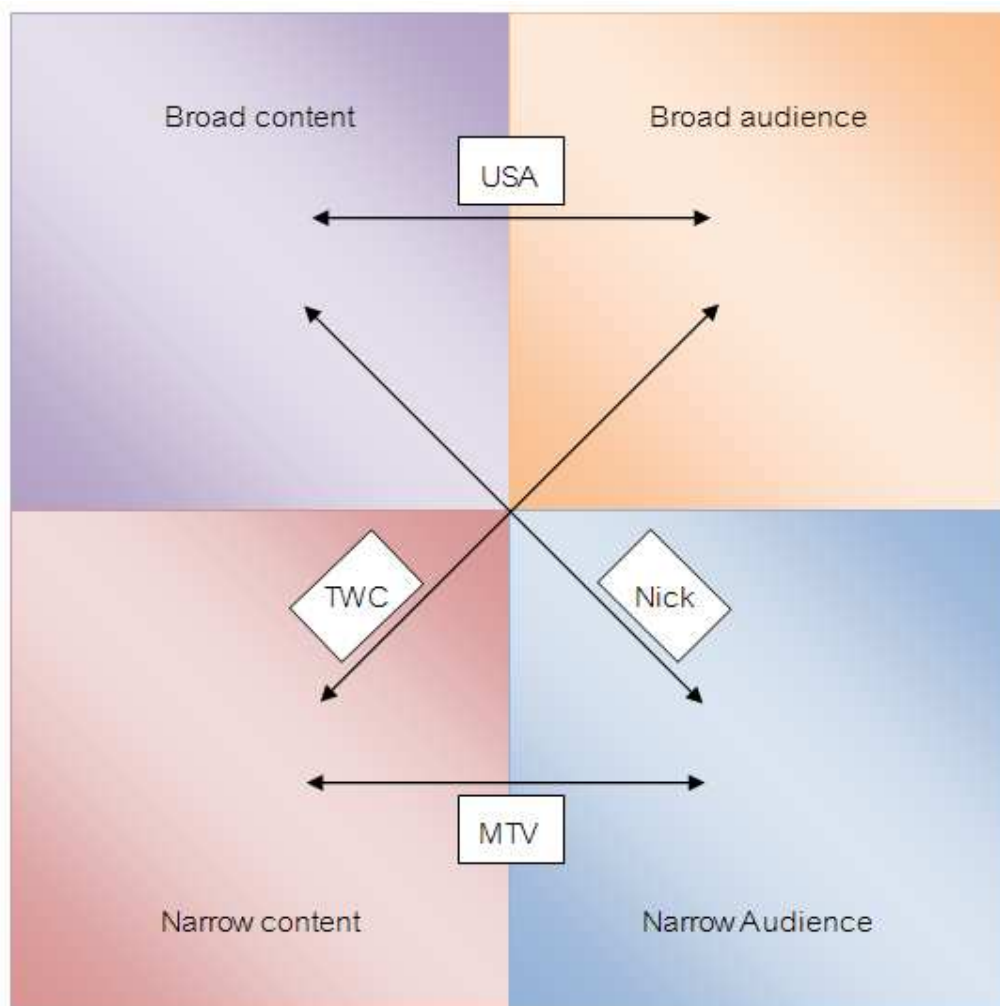 Broad content
Broad audience
USA
TWC
Nick
MTV
Narrow content
Narrow Audience